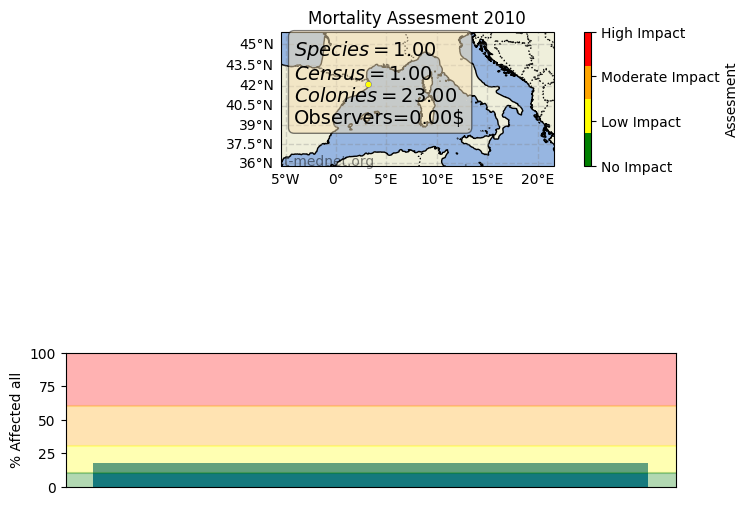 Mortality Assesment 2010
45°N
43.5°N
42°N
40.5°N
39°N
37.5°N
36°N
Species = 1.00
Census = 1.00
Colonies = 23.00
Observers=0.00$
t-mednet.org
5°W 0° 5°E 10°E 15°E 20°E
High Impact
Moderate Impact
Low Impact
No Impact
Assesment
% Affected all
100
75
50
25
0